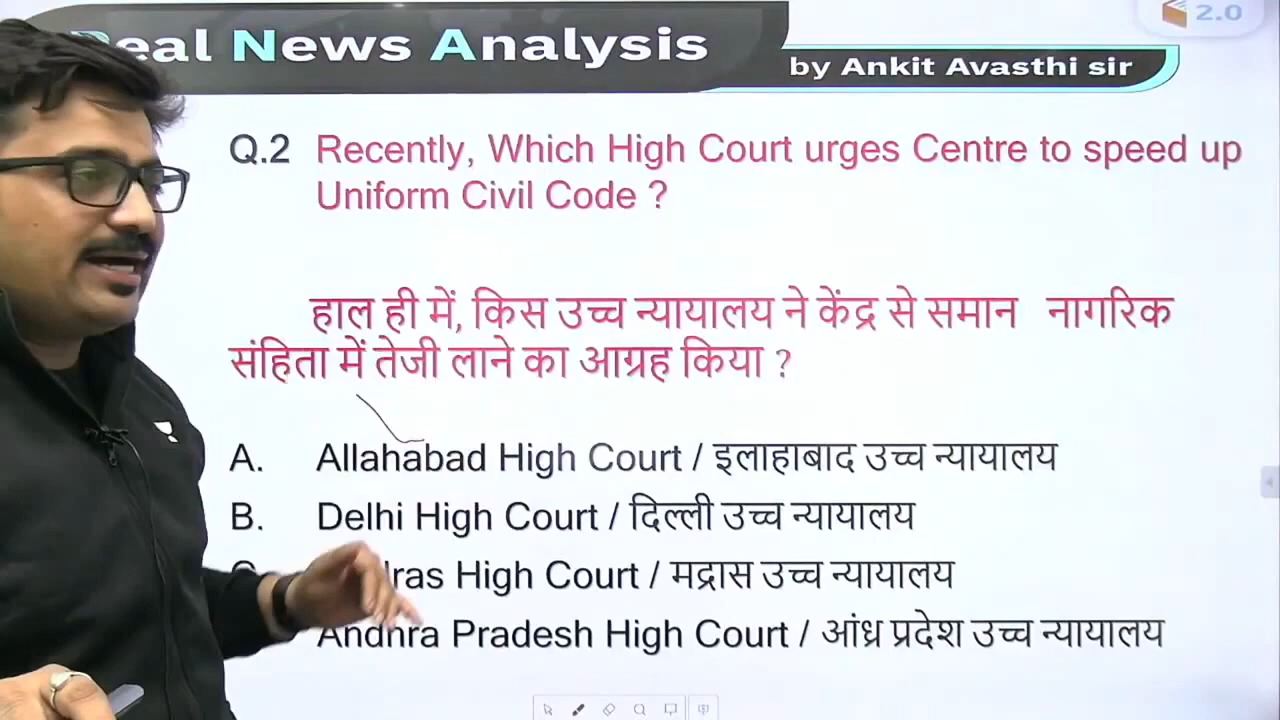 Real News Analysis
by Ankit Avasthi sir
2.0
Q.2 Recently, Which High Court urges Centre to speed up
Uniform Civil Code ?
हाल ही में, किस उच्च न्यायालय ने केंद्र से समान नागरिक
संहिता में तेजी लाने का आग्रह किया ?
A. Allahabad High Court / इलाहाबाद उच्च न्यायालय
B. Delhi High Court / दिल्ली उच्च न्यायालय
High Court / मद्रास उच्च न्यायालय
Andhra Pradesh High Court / आंध्र प्रदेश उच्च न्यायालय